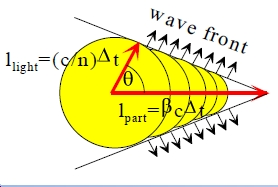 wave front
l_light=(c/n)Δt
θ
l_part=βcΔt